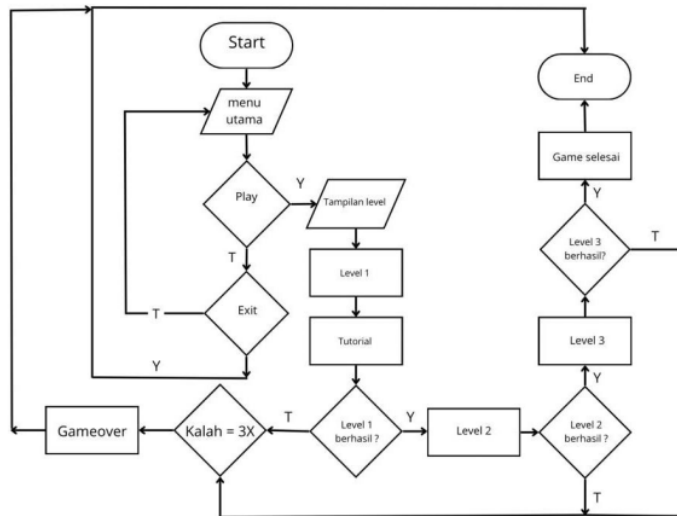 Start
End
menu
utama
Game selesai
Play
Y
Tampilan level
Y
Level 3
berhasil?
T
T
Level 1
Exit
T
Tutorial
Level 3
Y
Y
Gameover
Kalah = 3X
T
Level 1
berhasil ?
Y
Level 2
Level 2
berhasil ?
T